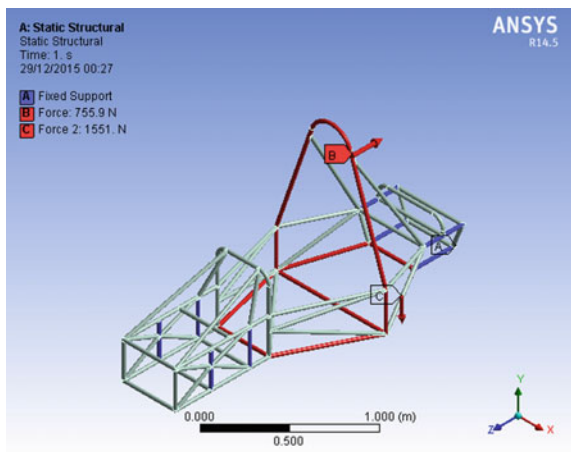 A: Static Structural
Static Structural
Time: 1. s
29/12/2015 00:27
A Fixed Support
B Force: 755.9 N
C Force 2: 1551. N
ANSYS
R14.5
B
A
C
0.000
1.000 (m)
0.500
Y
Z
X